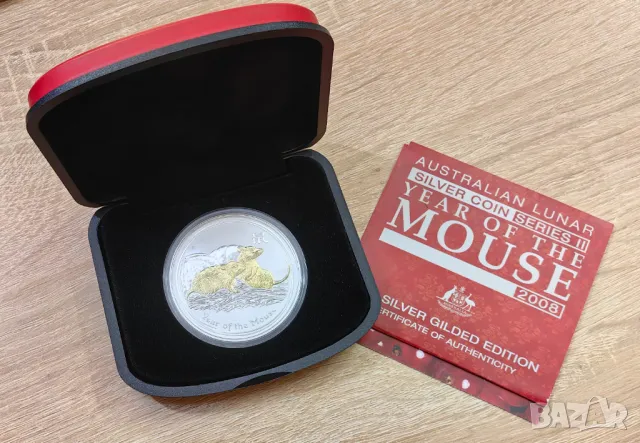 Year of the Mouse
AUSTRALIAN LUNAR
SILVER COIN SERIES II
YEAR OF THE
MOUSE
2008
SILVER GILDED EDITION
CERTIFICATE OF AUTHENTICITY
BAZAR